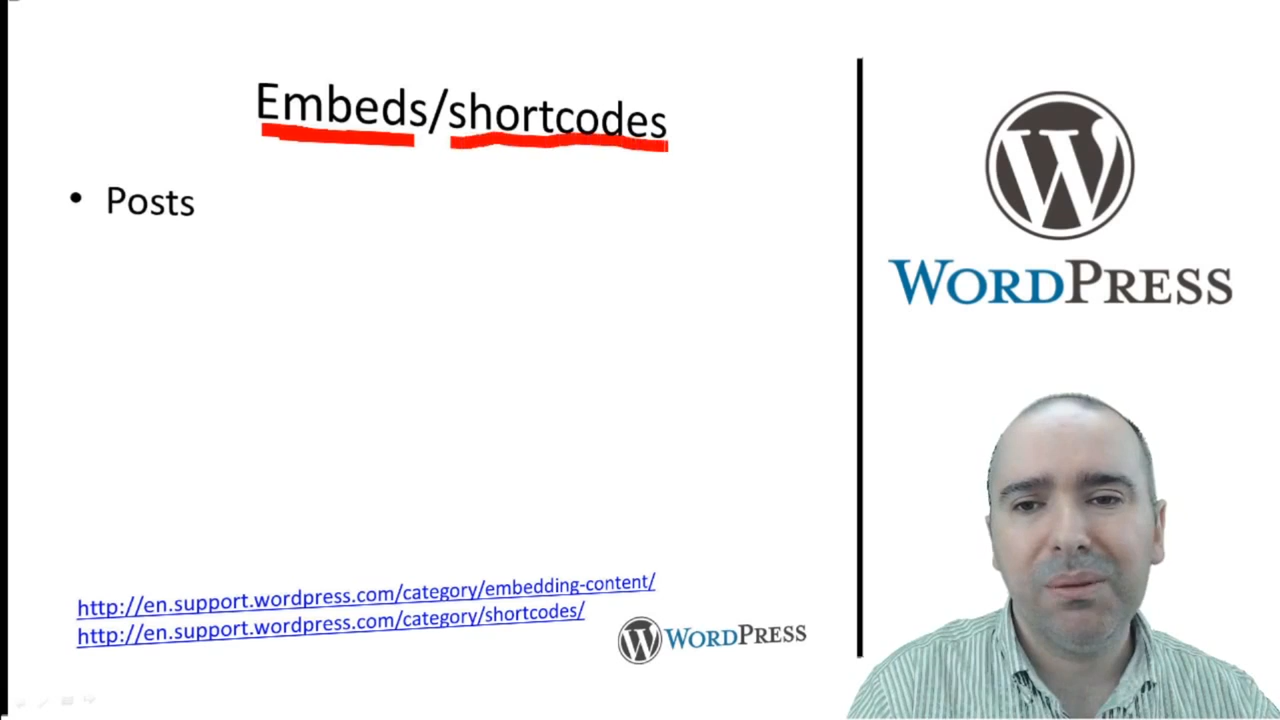 Embeds/shortcodes
• Posts
http://en.support.wordpress.com/category/embedding-content/
http://en.support.wordpress.com/category/shortcodes/
WORDPRESS
WORDPRESS